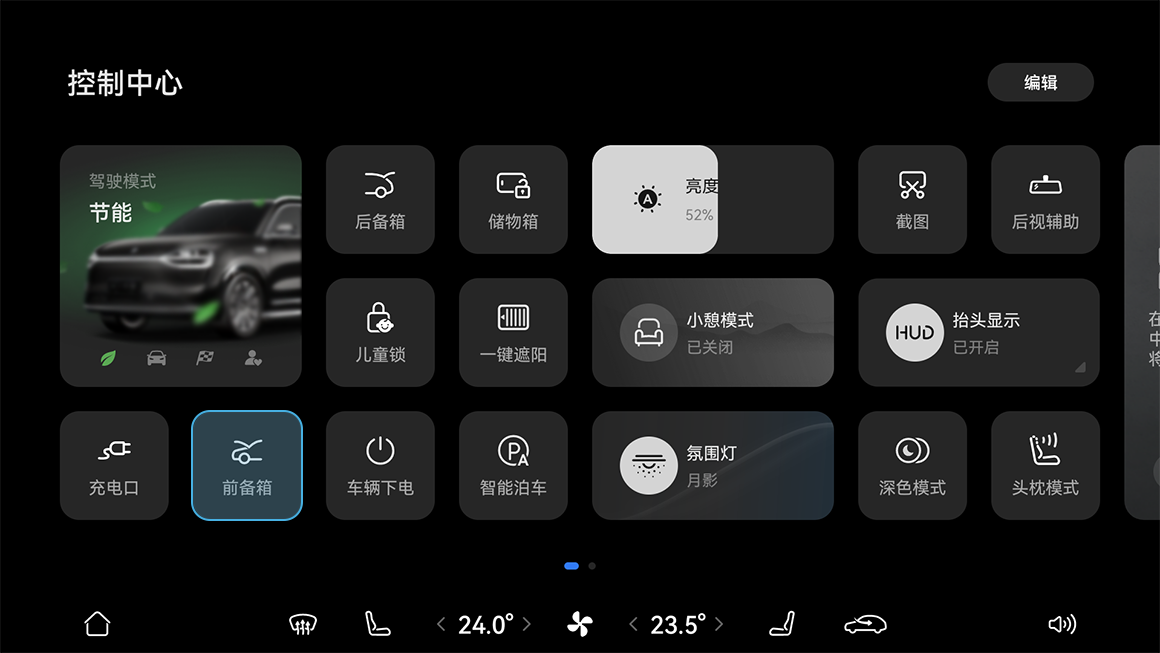 控制中心
编辑
驾驶模式
节能
后备箱
储物箱
A
亮度
52%
截图
后视辅助
儿童锁
一键遮阳
小憩模式
已关闭
HUD
抬头显示
已开启
在
中
将
充电口
前备箱
车辆下电
PA
智能泊车
氛围灯
月影
深色模式
头枕模式
24.0°
23.5°